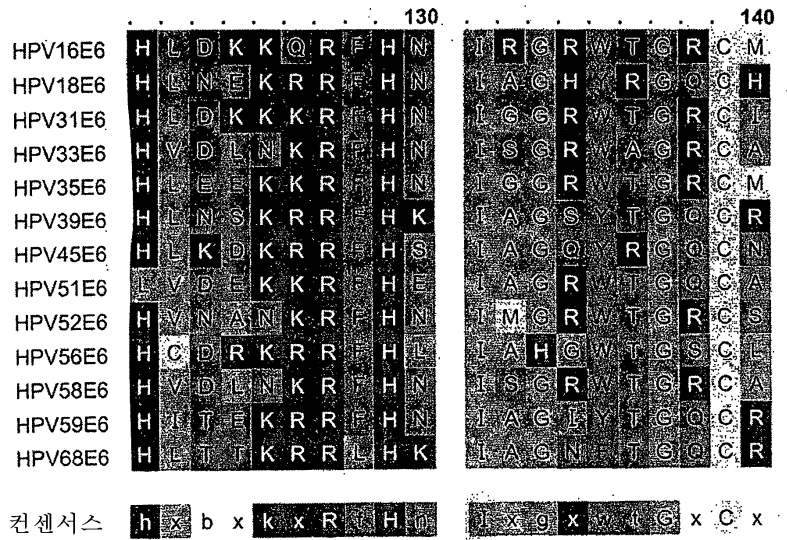 130 140
HPV16E6 H L D K K Q R F H N I R G R W T G R C M
HPV18E6 H L N E K R R F H N I A G H Y R G Q C H
HPV31E6 H L D K K K R F H N I G G R W T G R C I
HPV33E6 H V D L N K R F H N I S G R W A G R C A
HPV35E6 H L E E K K R F H N I G G R W T G R C M
HPV39E6 H L N S K R R F H K I A G S Y T G Q C R
HPV45E6 H L K D K R R F H S I A G Q Y R G Q C N
HPV51E6 L V D E K K R F H E I A G R W T G Q C A
HPV52E6 H V N A N K R F H N I M G R W T G R C S
HPV56E6 H C D R K R R F H L I A H G W T G S C L
HPV58E6 H V D L N K R F H N I S G R W T G R C A
HPV59E6 H I T E K R R F H N I A G I Y T G Q C R
HPV68E6 H L T T K R R L H K I A G N F T G Q C R
컨센서스 h x b x k x R f H n I x g x w t G x C x